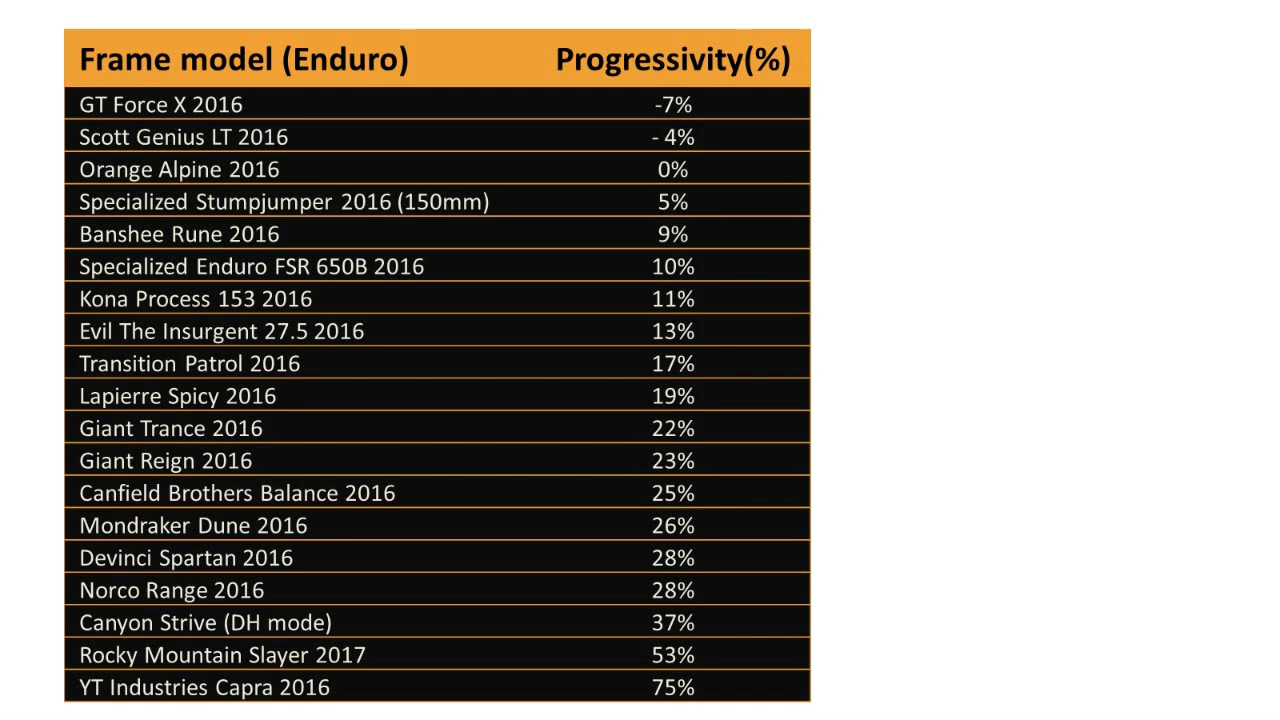 Frame model (Enduro) Progressivity(%)
GT Force X 2016 -7%
Scott Genius LT 2016 - 4%
Orange Alpine 2016 0%
Specialized Stumpjumper 2016 (150mm) 5%
Banshee Rune 2016 9%
Specialized Enduro FSR 650B 2016 10%
Kona Process 153 2016 11%
Evil The Insurgent 27.5 2016 13%
Transition Patrol 2016 17%
Lapierre Spicy 2016 19%
Giant Trance 2016 22%
Giant Reign 2016 23%
Canfield Brothers Balance 2016 25%
Mondraker Dune 2016 26%
Devinci Spartan 2016 28%
Norco Range 2016 28%
Canyon Strive (DH mode) 37%
Rocky Mountain Slayer 2017 53%
YT Industries Capra 2016 75%